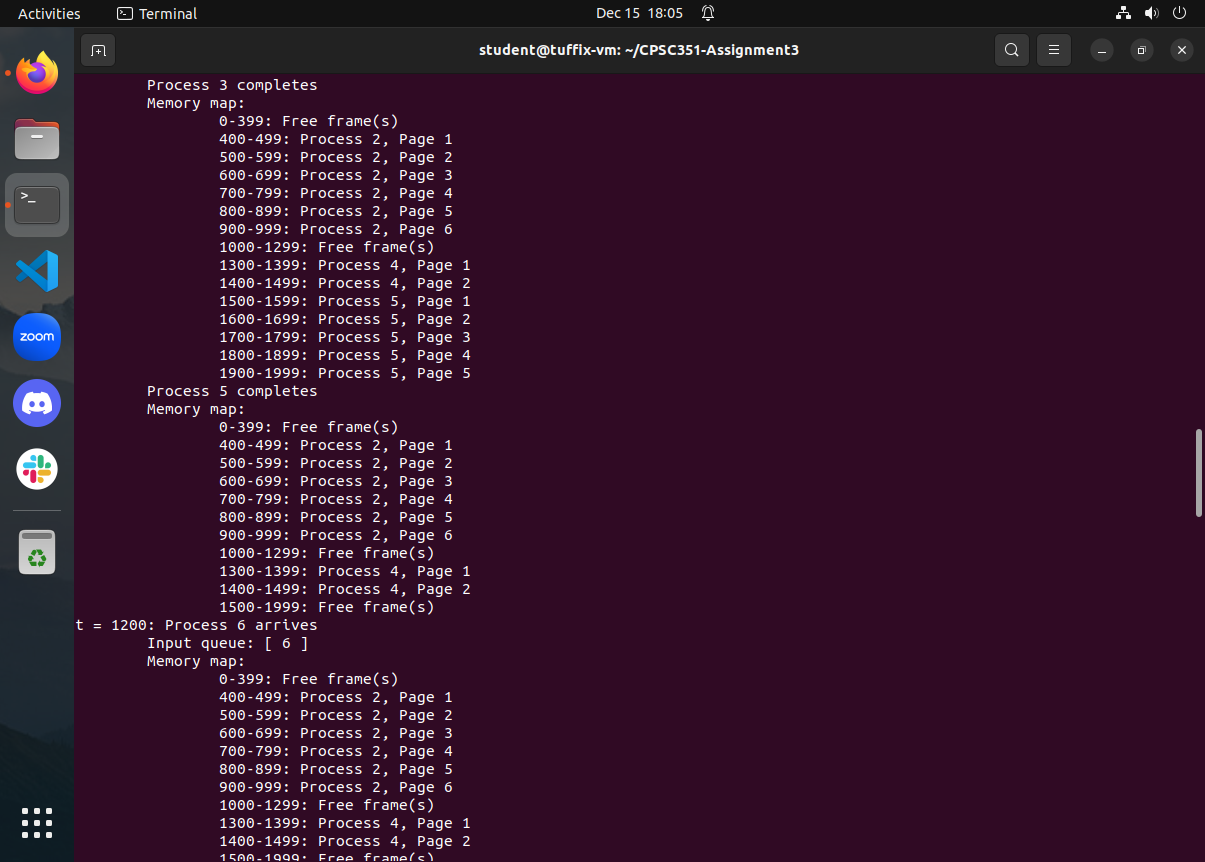 Activities
Terminal
Dec 15 18:05
student@tuffix-vm: ~/CPSC351-Assignment3
Process 3 completes
Memory map:
0-399: Free frame(s)
400-499: Process 2, Page 1
500-599: Process 2, Page 2
600-699: Process 2, Page 3
700-799: Process 2, Page 4
800-899: Process 2, Page 5
900-999: Process 2, Page 6
1000-1299: Free frame(s)
1300-1399: Process 4, Page 1
1400-1499: Process 4, Page 2
1500-1599: Process 5, Page 1
1600-1699: Process 5, Page 2
1700-1799: Process 5, Page 3
1800-1899: Process 5, Page 4
1900-1999: Process 5, Page 5
Process 5 completes
Memory map:
0-399: Free frame(s)
400-499: Process 2, Page 1
500-599: Process 2, Page 2
600-699: Process 2, Page 3
700-799: Process 2, Page 4
800-899: Process 2, Page 5
900-999: Process 2, Page 6
1000-1299: Free frame(s)
1300-1399: Process 4, Page 1
1400-1499: Process 4, Page 2
1500-1999: Free frame(s)
t = 1200: Process 6 arrives
Input queue: [ 6 ]
Memory map:
0-399: Free frame(s)
400-499: Process 2, Page 1
500-599: Process 2, Page 2
600-699: Process 2, Page 3
700-799: Process 2, Page 4
800-899: Process 2, Page 5
900-999: Process 2, Page 6
1000-1299: Free frame(s)
1300-1399: Process 4, Page 1
1400-1499: Process 4, Page 2
1500-1999: Free frame(s)
>_
zoom